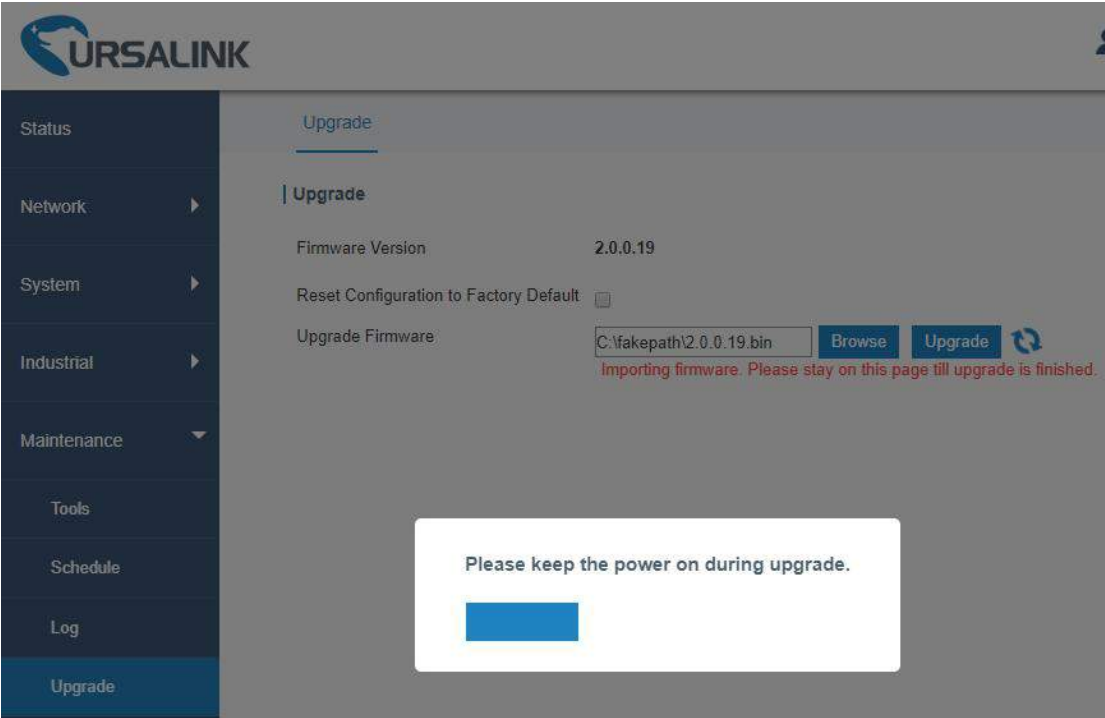 URSALINK
Status
Upgrade
Network
Upgrade
Firmware Version 2.0.0.19
System
Reset Configuration to Factory Default
Upgrade Firmware C:\fakepath\2.0.0.19.bin Browse Upgrade
Industrial
Importing firmware. Please stay on this page till upgrade is finished.
Maintenance
Tools
Please keep the power on during upgrade.
Schedule
Log
Upgrade